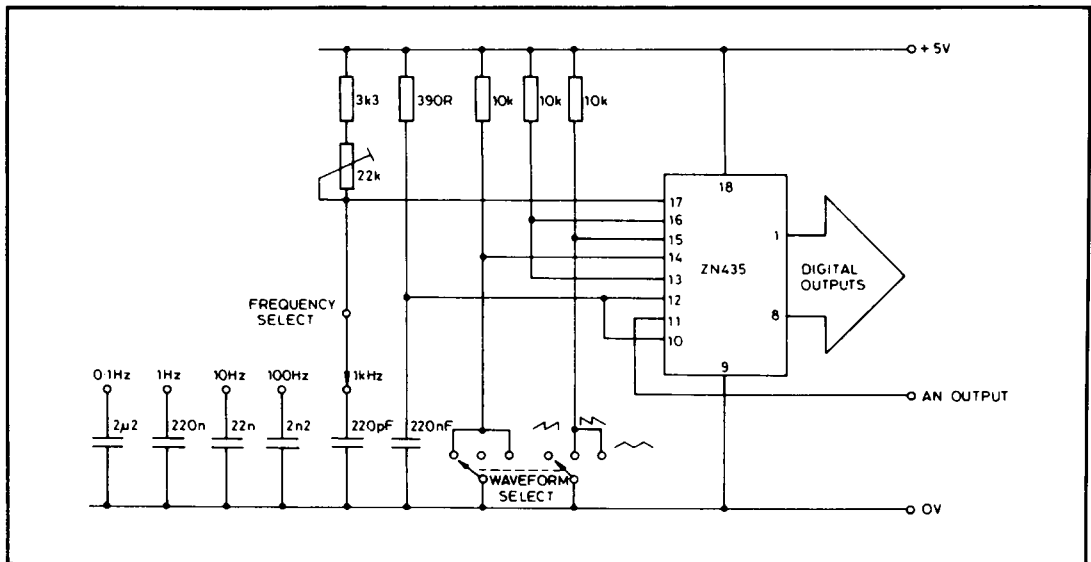 + 5V
3k3
390R
10k
10k
10k
22k
18
17
16
15
14
13
12
11
10
ZN435
1
8
9
DIGITAL
OUTPUTS
FREQUENCY
SELECT
0·1Hz
1Hz
10Hz
100Hz
1kHz
AN OUTPUT
2µ2
220n
22n
2n2
220pF
220nF
WAVEFORM
SELECT
0V